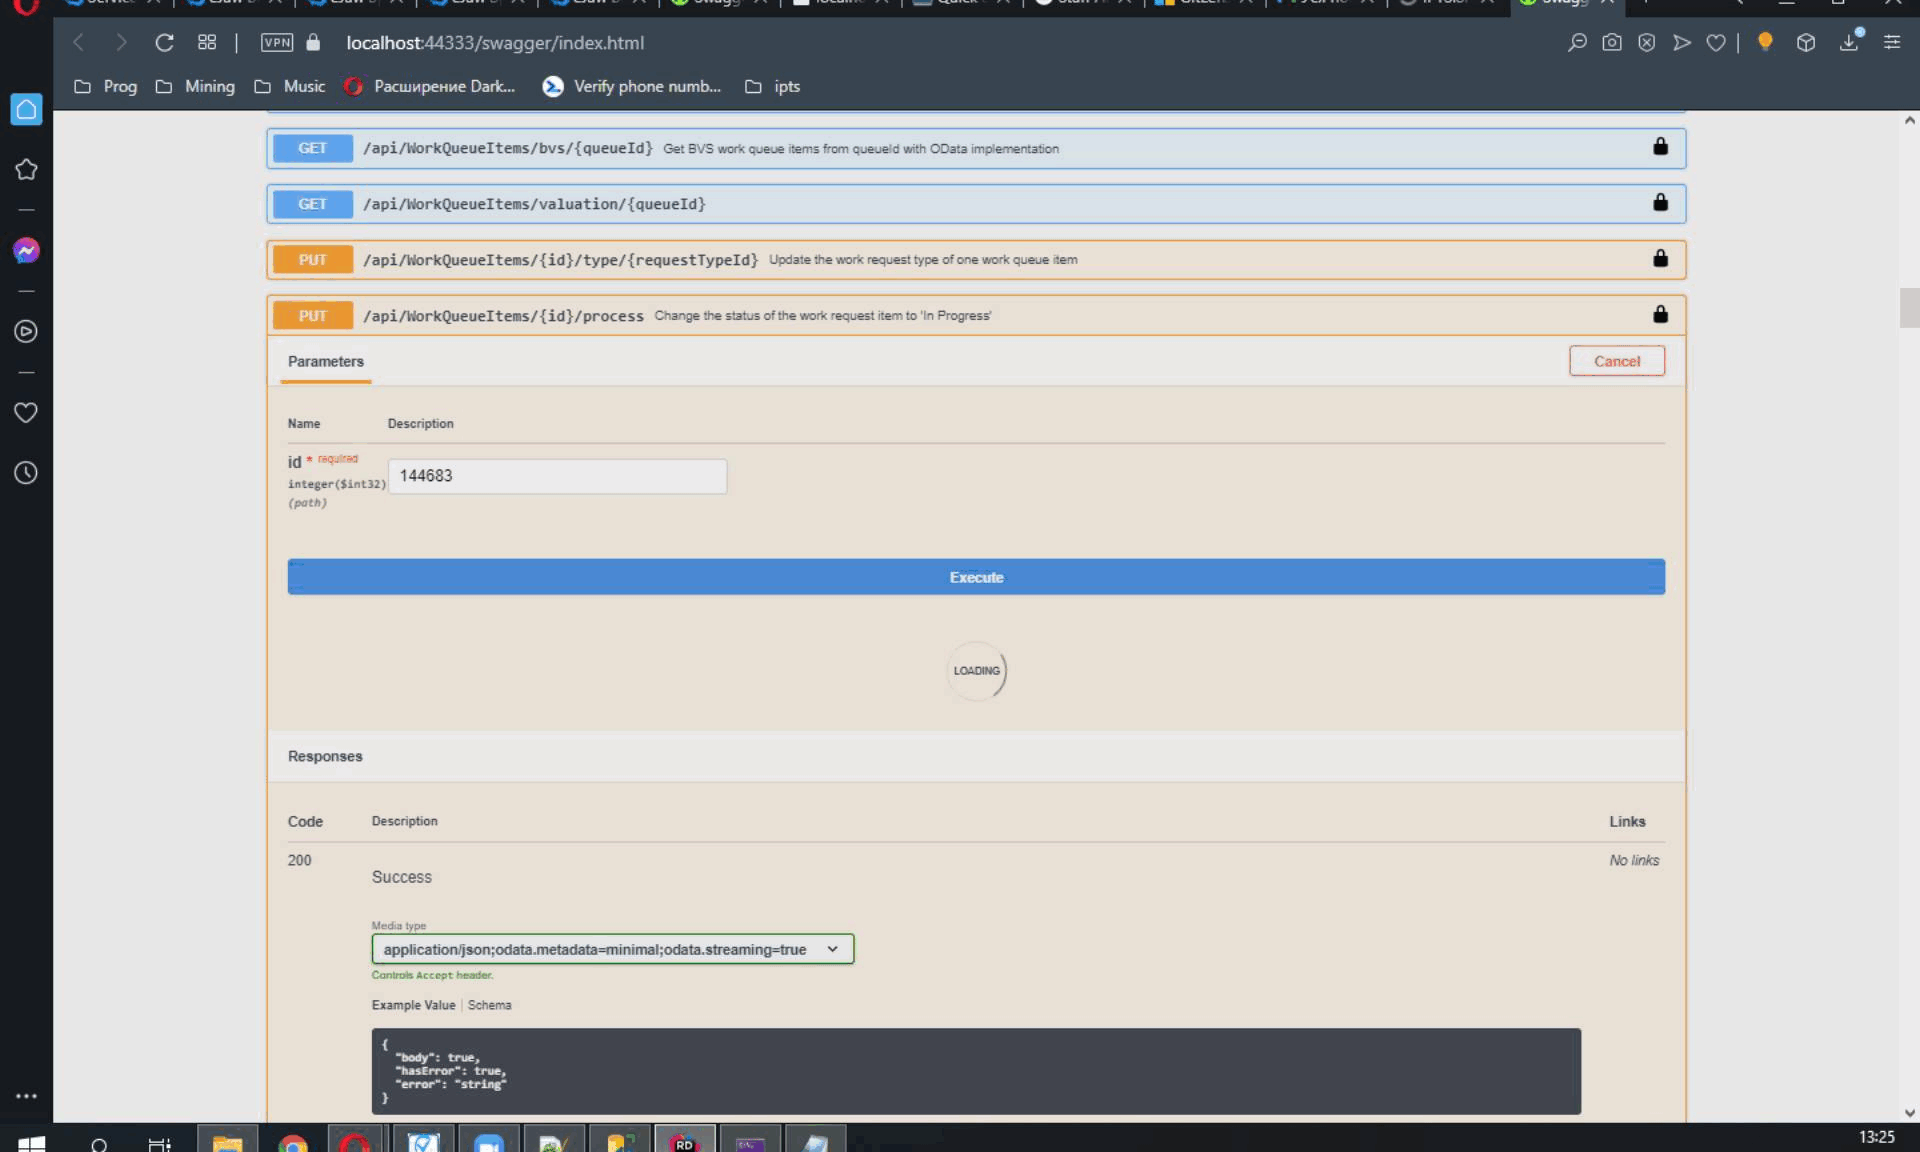 VPN
localhost:44333/swagger/index.html
Prog
Mining
Music
Расширение Dark...
Verify phone numb...
ipts
GET /api/WorkQueueItems/bvs/{queueId} Get BVS work queue items from queueId with OData implementation
GET /api/WorkQueueItems/valuation/{queueId}
PUT /api/WorkQueueItems/{id}/type/{requestTypeId} Update the work request type of one work queue item
PUT /api/WorkQueueItems/{id}/process Change the status of the work request item to 'In Progress'
Parameters
Cancel
Name Description
id * required
integer($int32)
(path)
144683
Execute
LOADING
Responses
Code Description Links
200
Success
No links
Media type
application/json;odata.metadata=minimal;odata.streaming=true
Controls Accept header.
Example Value | Schema
{
"body": true,
"hasError": true,
"error": "string"
}
RD
13:25